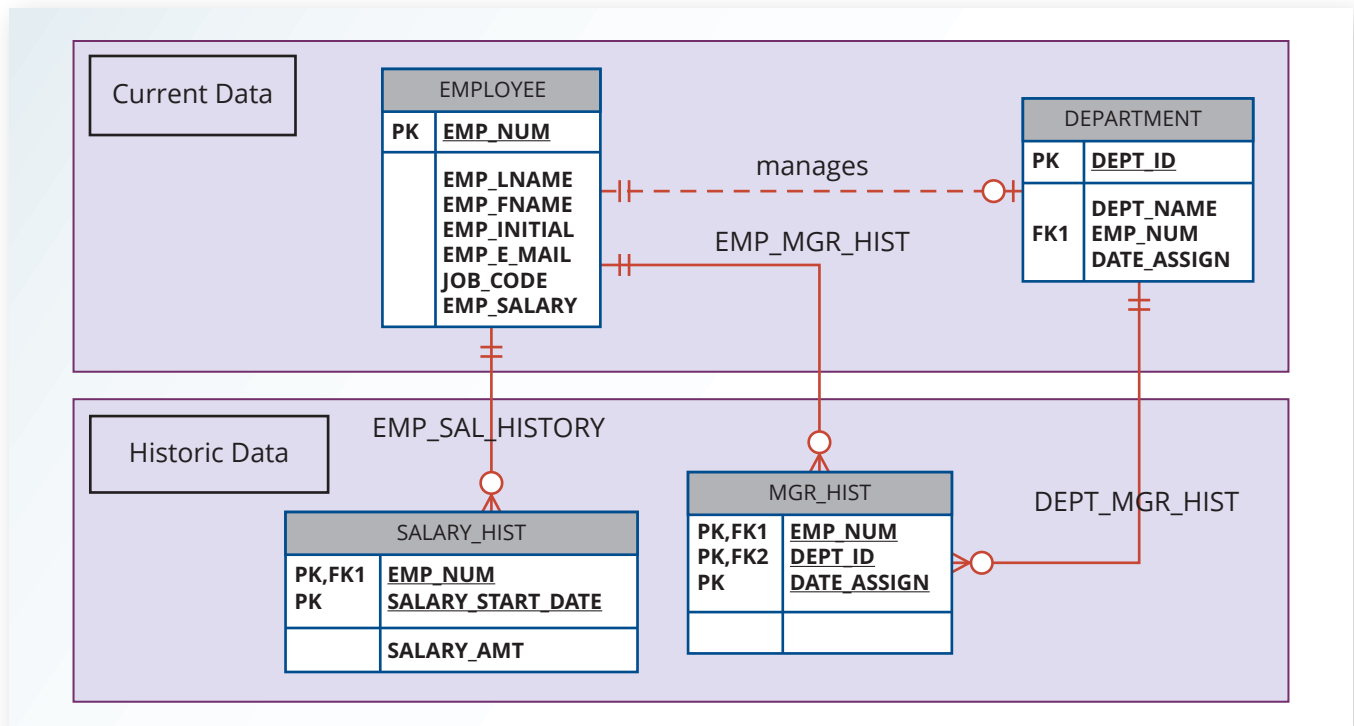 Current Data
EMPLOYEE
PK EMP_NUM
EMP_LNAME
EMP_FNAME
EMP_INITIAL
EMP_E_MAIL
JOB_CODE
EMP_SALARY
manages
EMP_MGR_HIST
DEPARTMENT
PK DEPT_ID
DEPT_NAME
FK1 EMP_NUM
DATE_ASSIGN
Historic Data
EMP_SAL_HISTORY
SALARY_HIST
PK,FK1 EMP_NUM
PK SALARY_START_DATE
SALARY_AMT
MGR_HIST
PK,FK1 EMP_NUM
PK,FK2 DEPT_ID
PK DATE_ASSIGN
DEPT_MGR_HIST